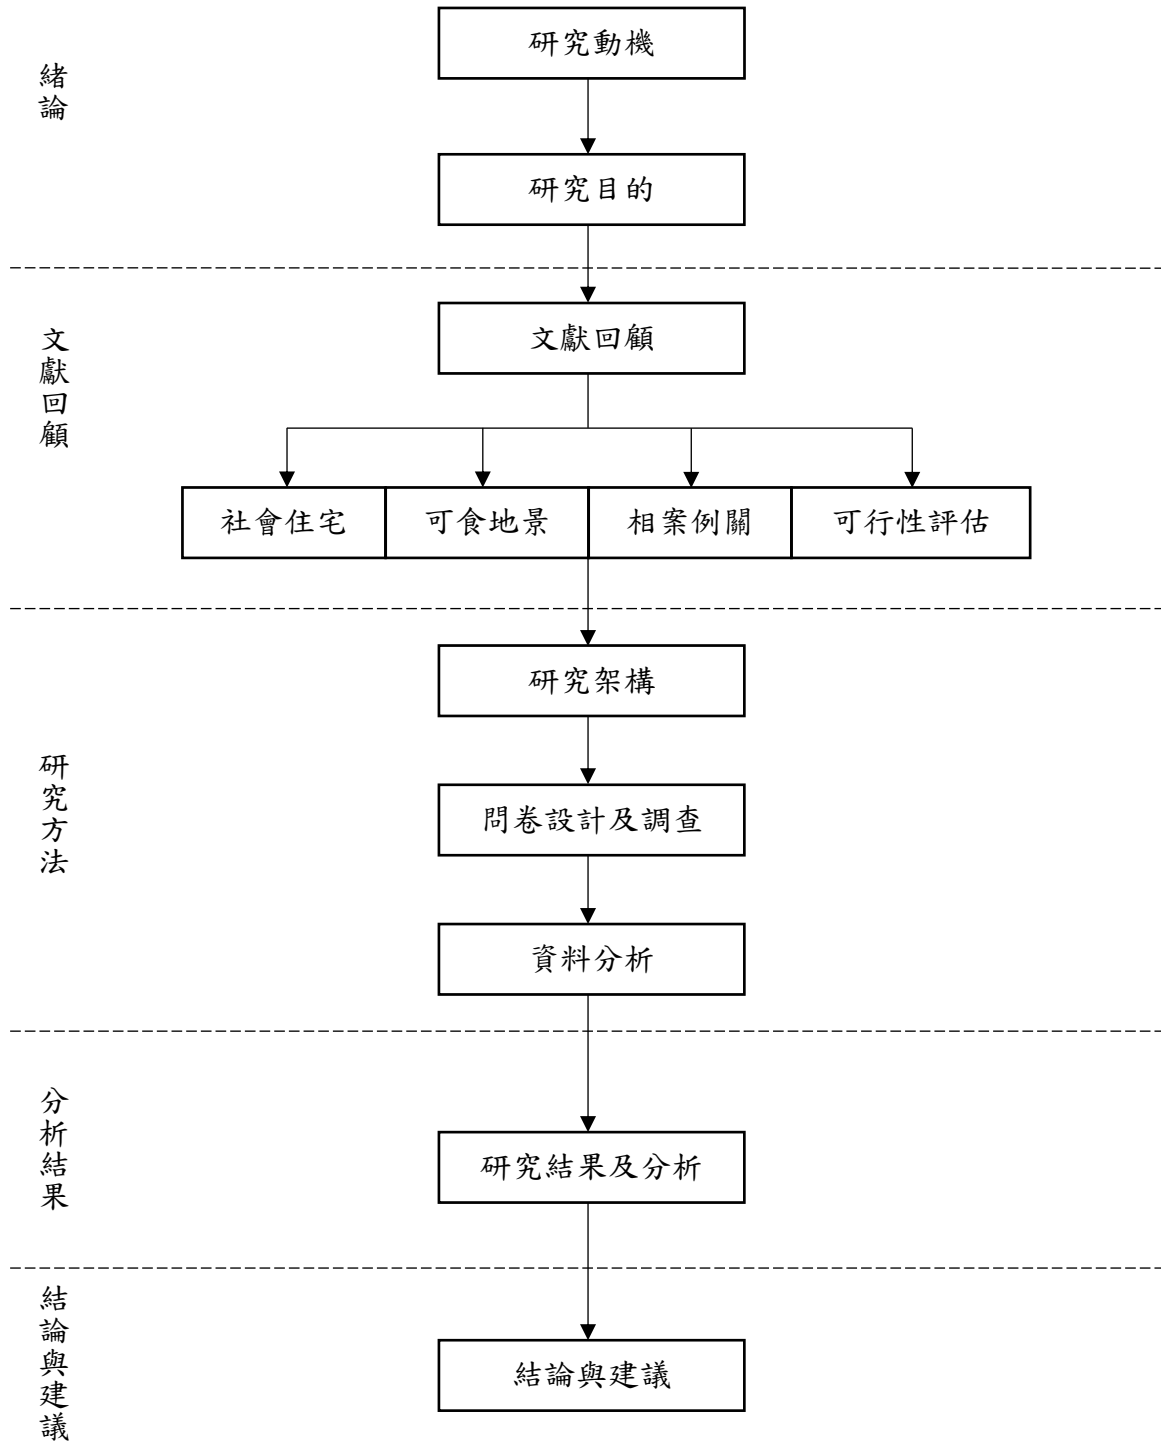 緒論
研究動機
研究目的
文獻回顧
文獻回顧
社會住宅
可食地景
相案例關
可行性評估
研究方法
研究架構
問卷設計及調查
資料分析
分析結果
研究結果及分析
結論與建議
結論與建議